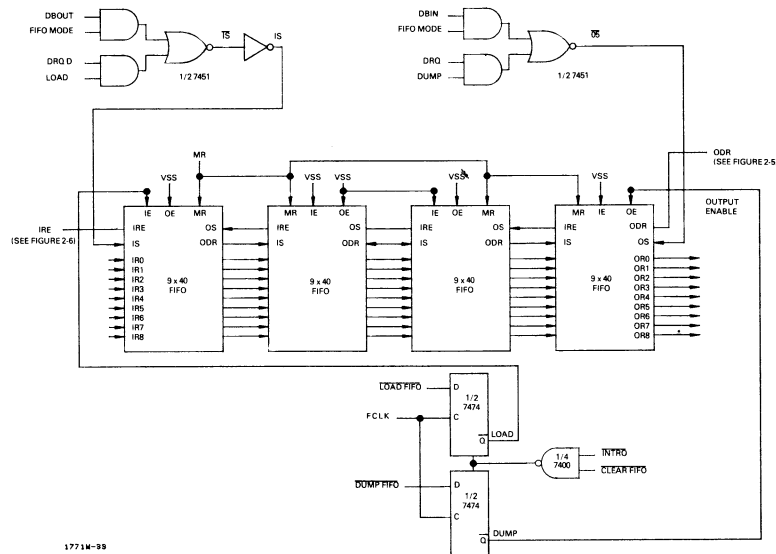 DBOUT
FIFO MODE
DRQ D
LOAD
IS
IS
1/2 7451
DBIN
FIFO MODE
DRQ
DUMP
OS
1/2 7451
MR
ODR
(SEE FIGURE 2-5
VSS
VSS VSS
VSS
VSS
IE OE MR
MR IE OE
IE OE MR
MR IE OE
OUTPUT
ENABLE
IRE
(SEE FIGURE 2-6)
IRE OS
IS ODR
IRE OS
IS ODR
IRE OS
IS ODR
IRE ODR
IS OS
IR0
IR1
IR2
IR3
IR4
IR5
IR6
IR7
IR8
9 x 40
FIFO
9 x 40
FIFO
9 x 40
FIFO
9 x 40
FIFO
OR0
OR1
OR2
OR3
OR4
OR5
OR6
OR7
OR8
LOAD FIFO
D
1/2
7474
FCLK
C
Q
LOAD
1/4
7400
INTRO
CLEAR FIFO
DUMP FIFO
D
1/2
7474
C
Q
DUMP
1771W-99